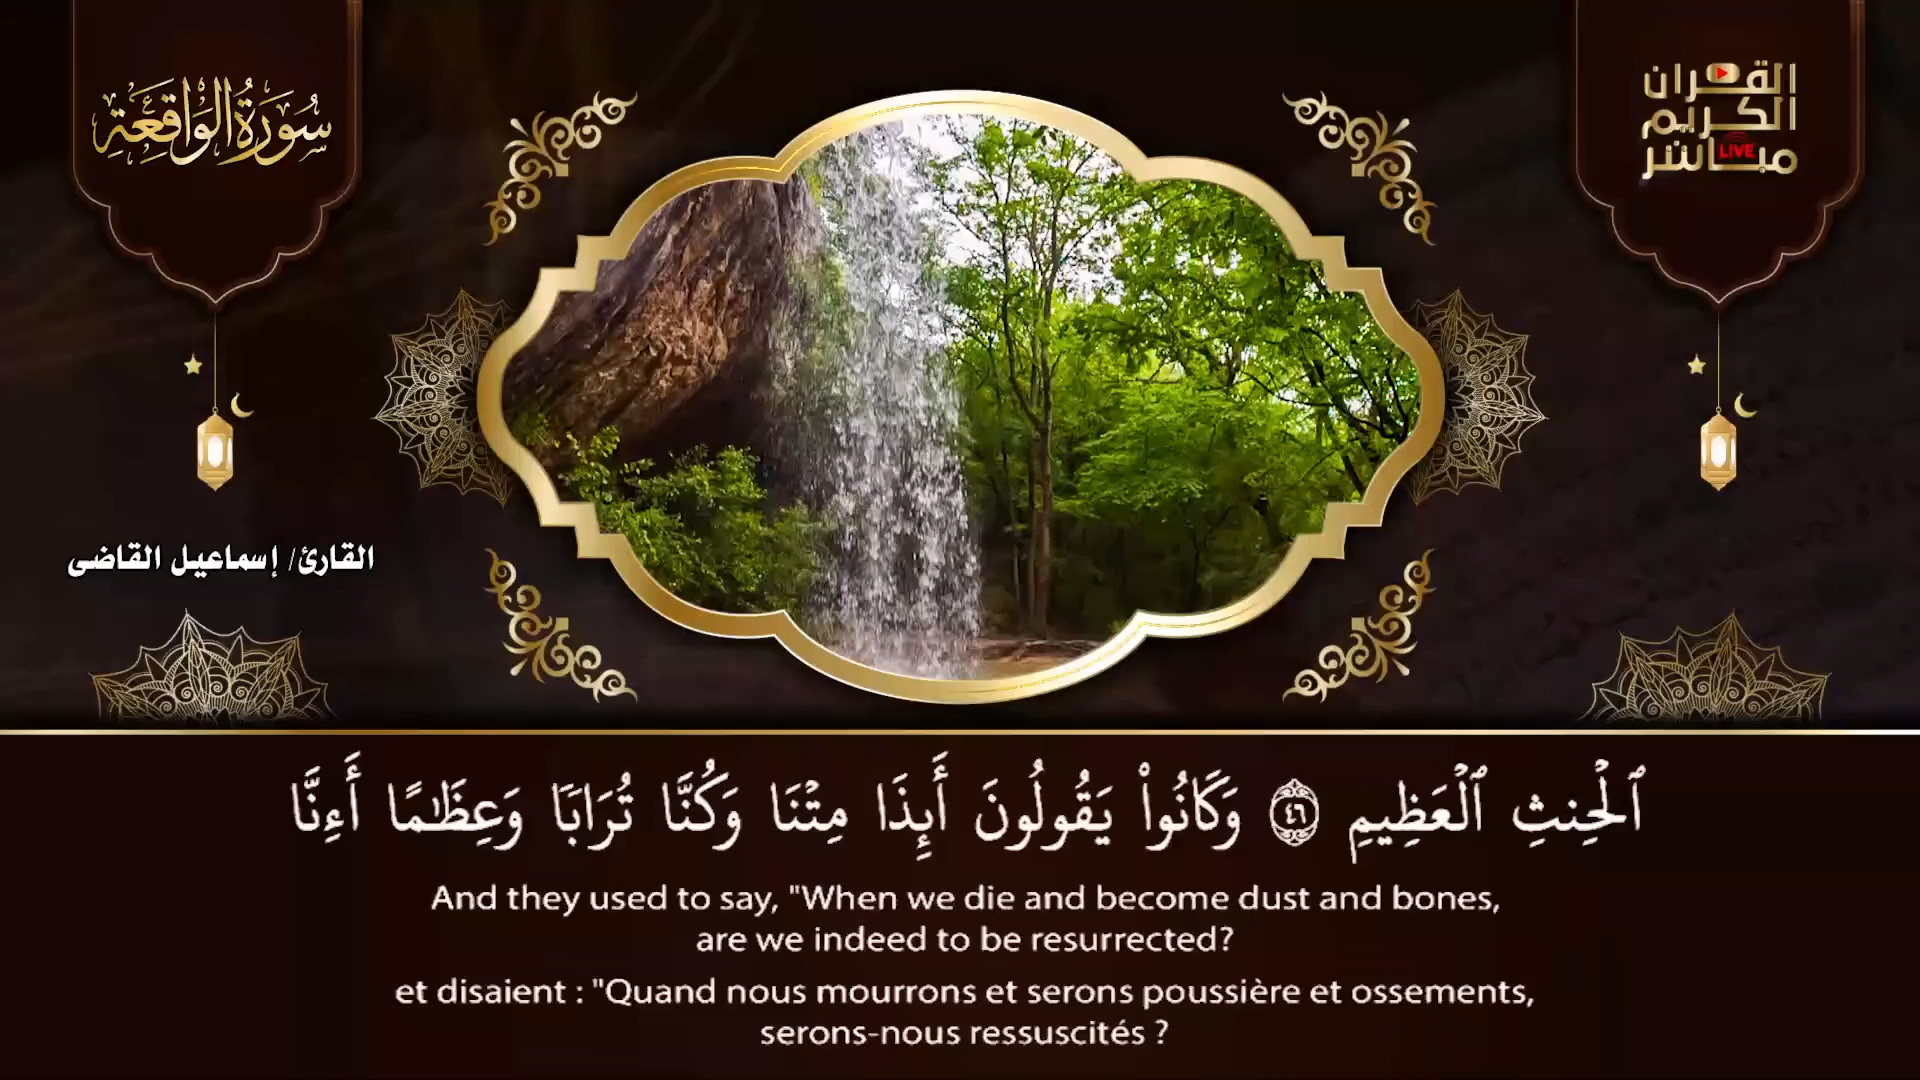 سُورَةُ الْوَاقِعَةِ
القرآن
الكريم
مباشر
LIVE
القارئ/ إسماعيل القاضى
ٱلْحِنثِ ٱلْعَظِيمِ ٤٦ وَكَانُوا۟ يَقُولُونَ أَئِذَا مِتْنَا وَكُنَّا تُرَابًا وَعِظَٰمًا أَءِنَّا
And they used to say, "When we die and become dust and bones,
are we indeed to be resurrected?
et disaient : "Quand nous mourrons et serons poussière et ossements,
serons-nous ressuscités ?